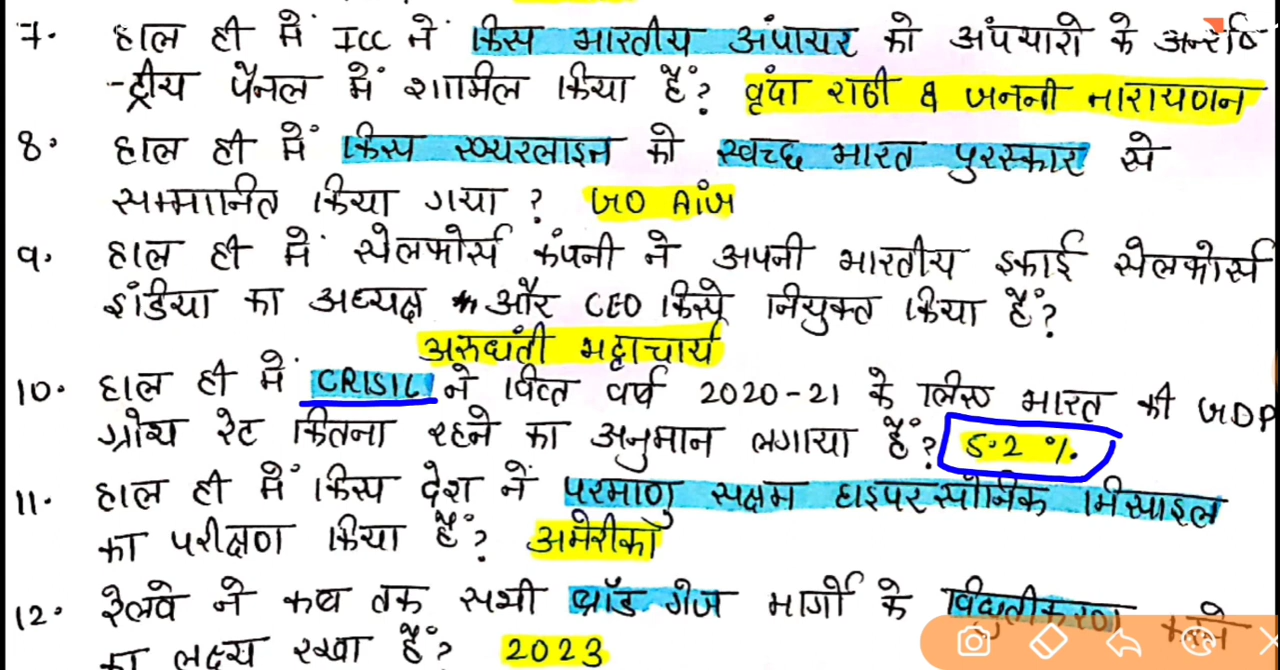 7. हाल ही में ICC ने किस भारतीय अंपायर को अंपयारो के अन्तर्राष
-ट्रीय पैनल में शामिल किया हैं? वृंदा राठी & जननी नारायणन
8. हाल ही में किस एयरलाइन को स्वच्छ भारत पुरस्कार से
सम्मानित किया गया ? GO Air
9. हाल ही में सेलफोर्स कंपनी ने अपनी भारतीय इकाई सेलफोर्स
इंडिया का अध्यक्ष और CEO किसे नियुक्त किया हैं?
अरुधंती भट्टाचार्य
10. हाल ही में CRISIL ने वित्त वर्ष 2020-21 के लिए भारत की GDP
ग्रोथ रेट कितना रहने का अनुमान लगाया हैं? 5.2 %.
11. हाल ही में किस देश ने परमाणु सक्षम हाइपरसोनिक मिसाइल
का परीक्षण किया हैं? अमेरीका
12. रेलवे ने कब तक सभी ब्रॉड गेज मार्गो के विधुतीकरण
का लक्ष्य रखा हैं? 2023